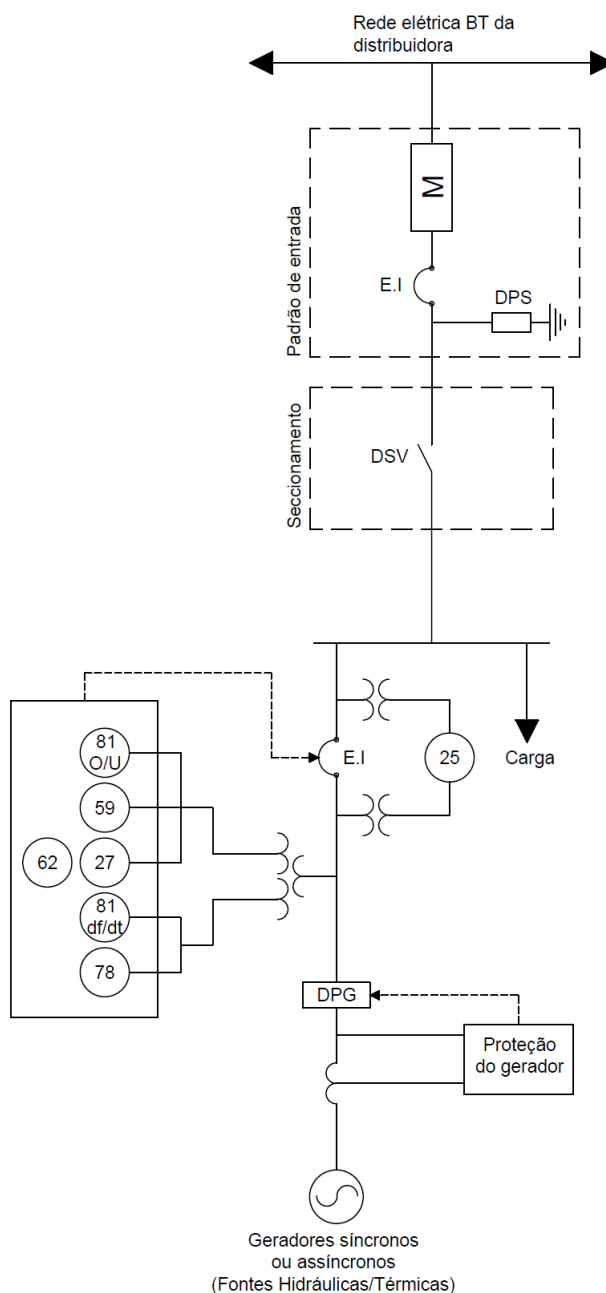 Rede elétrica BT da
distribuidora
Padrão de entrada
M
E.I
DPS
Seccionamento
DSV
81
O/U
59
62
27
81
df/dt
78
E.I
25
Carga
DPG
Proteção
do gerador
Geradores síncronos
ou assíncronos
(Fontes Hidráulicas/Térmicas)